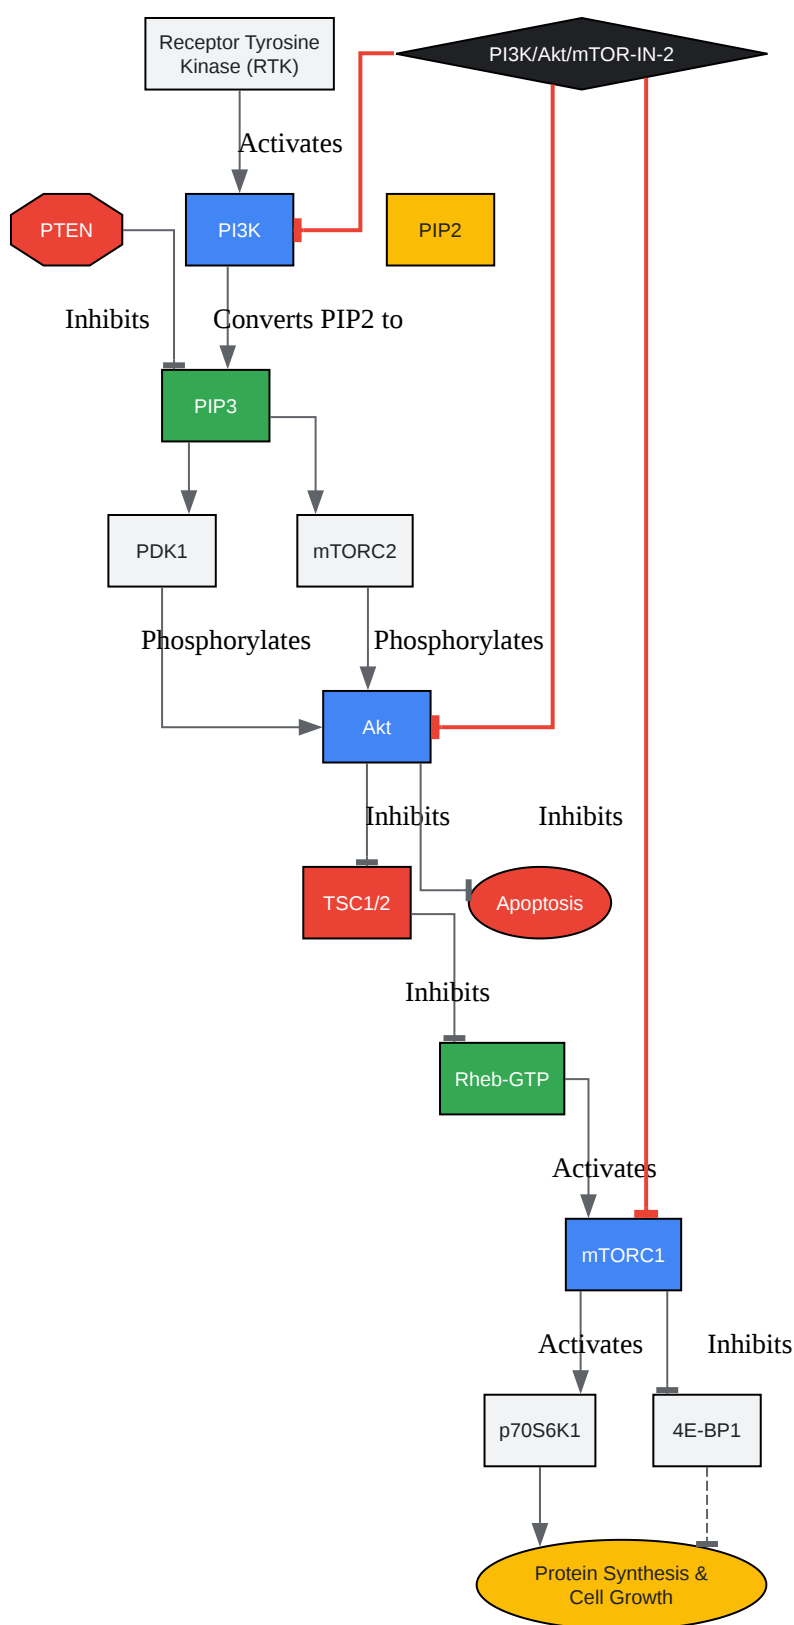 Receptor Tyrosine
Kinase (RTK)
PI3K/Akt/mTOR-IN-2
Activates
PTEN
PI3K
PIP2
Inhibits
Converts PIP2 to
PIP3
PDK1
mTORC2
Phosphorylates
Phosphorylates
Akt
Inhibits
Inhibits
TSC1/2
Apoptosis
Inhibits
Rheb-GTP
Activates
mTORC1
Activates
Inhibits
p70S6K1
4E-BP1
Protein Synthesis &
Cell Growth